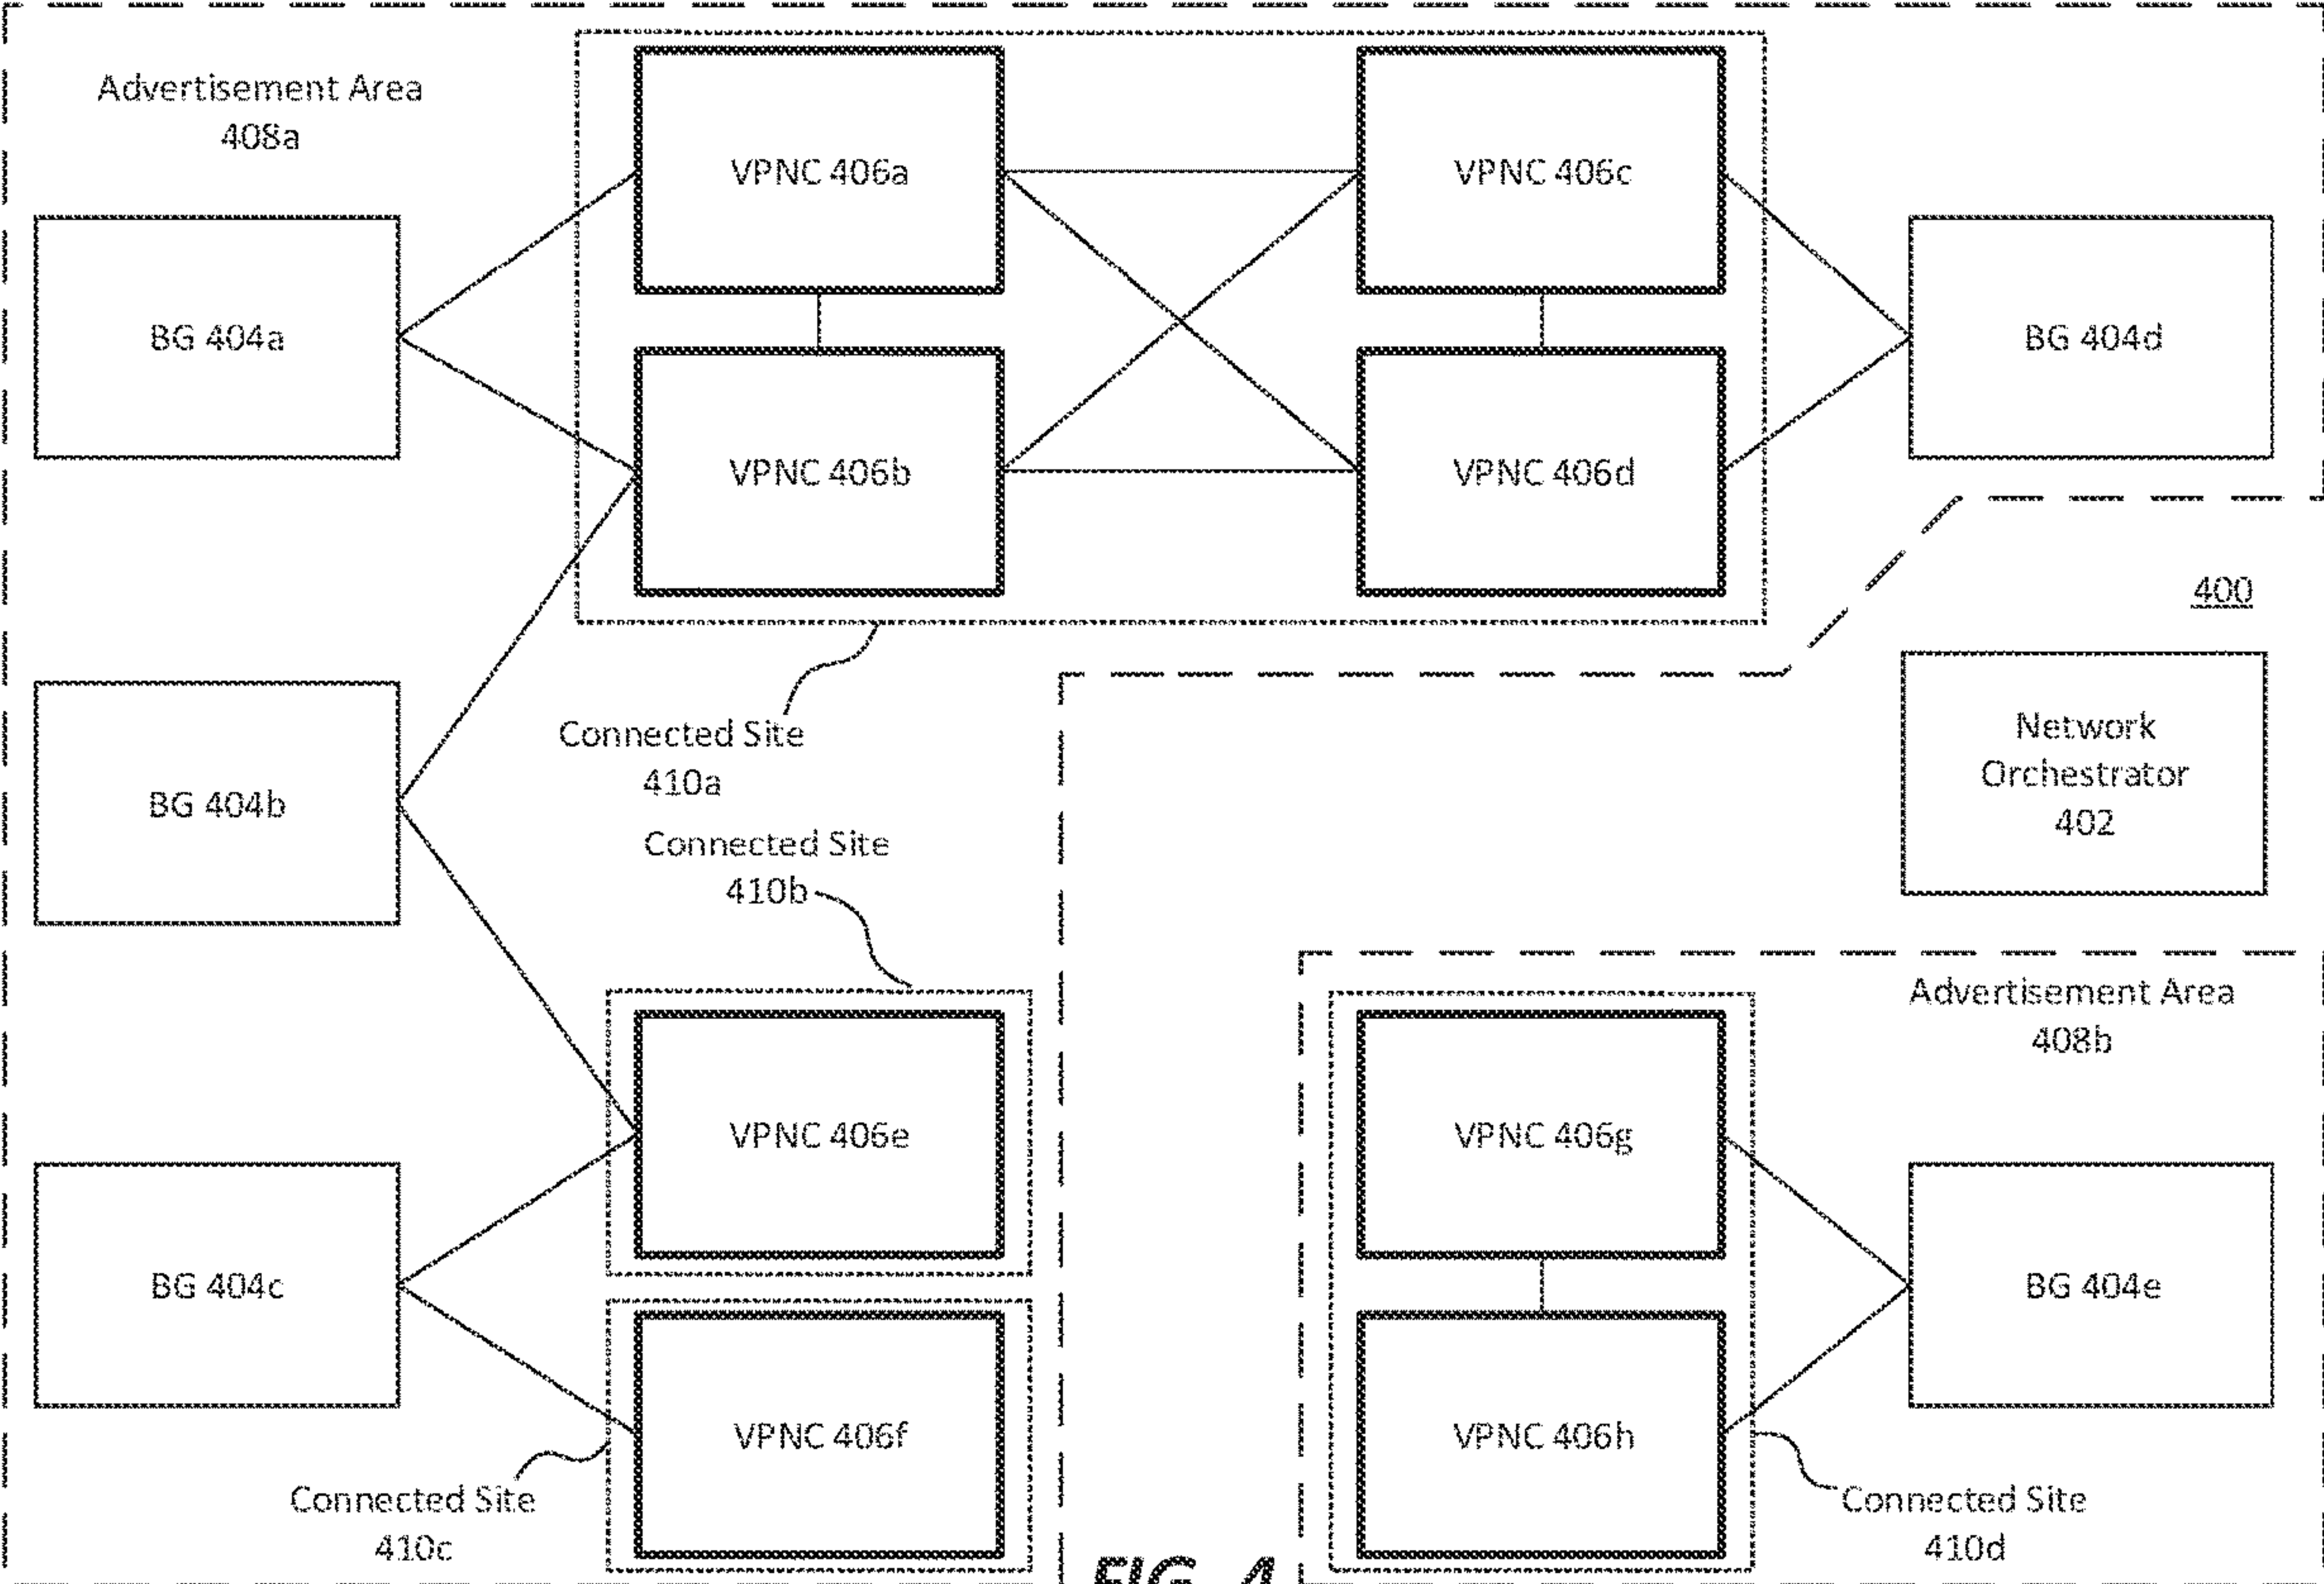 Advertisement Area
408a
VPNC 406a
VPNC 406c
BG 404a
BG 404d
VPNC 406b
VPNC 406d
400
Connected Site
410a
Network
Orchestrator
402
BG 404b
Connected Site
410b
Advertisement Area
408b
VPNC 406e
VPNC 406g
BG 404c
BG 404e
VPNC 406f
VPNC 406h
Connected Site
410c
Connected Site
410d
FIG. 4